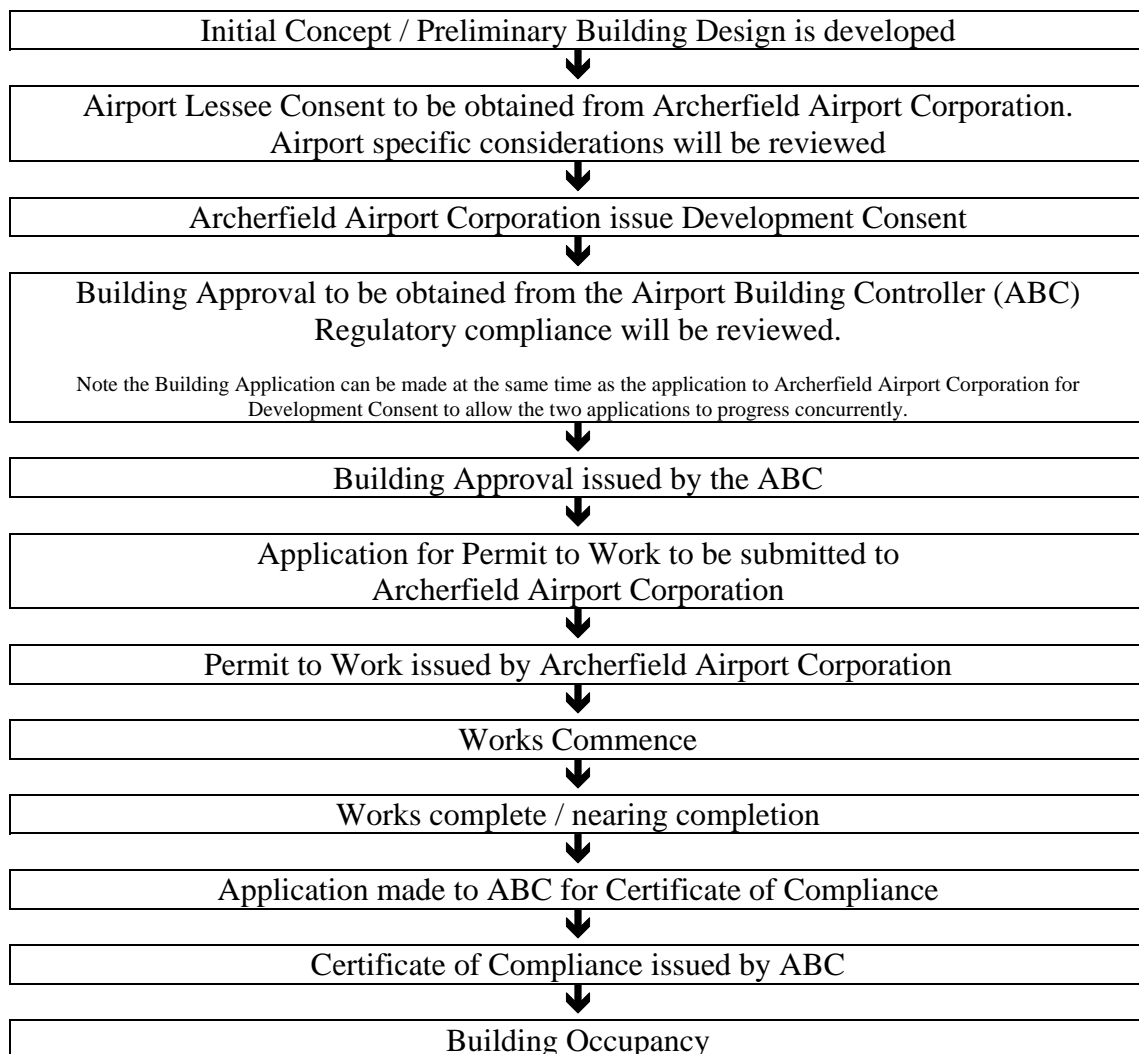 Initial Concept / Preliminary Building Design is developed
Airport Lessee Consent to be obtained from Archerfield Airport Corporation.
Airport specific considerations will be reviewed
Archerfield Airport Corporation issue Development Consent
Building Approval to be obtained from the Airport Building Controller (ABC)
Regulatory compliance will be reviewed.
Note the Building Application can be made at the same time as the application to Archerfield Airport Corporation for
Development Consent to allow the two applications to progress concurrently.
Building Approval issued by the ABC
Application for Permit to Work to be submitted to
Archerfield Airport Corporation
Permit to Work issued by Archerfield Airport Corporation
Works Commence
Works complete / nearing completion
Application made to ABC for Certificate of Compliance
Certificate of Compliance issued by ABC
Building Occupancy